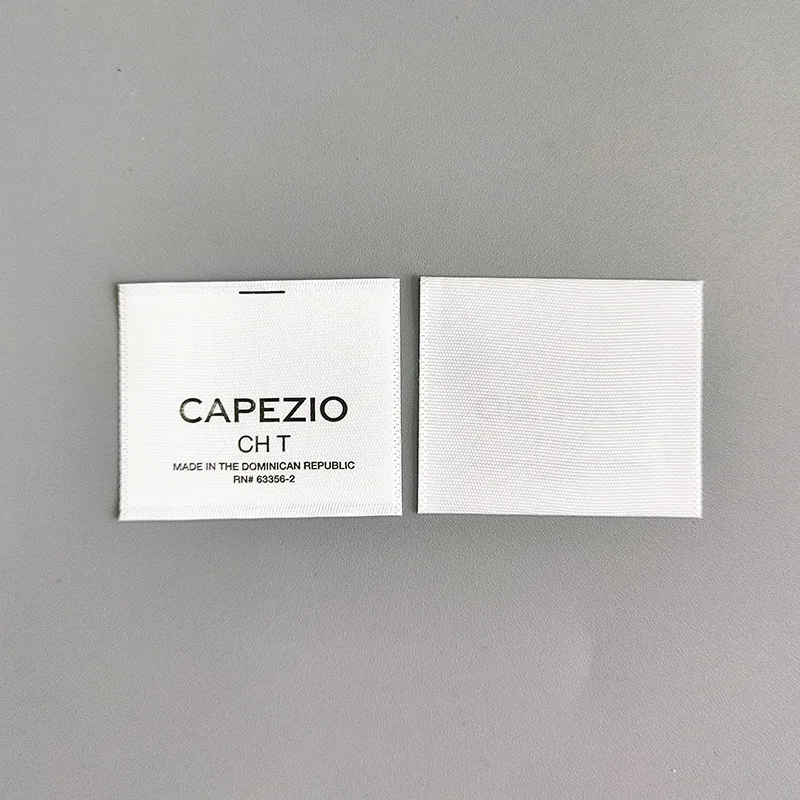 CAPEZIO
CH T
MADE IN THE DOMINICAN REPUBLIC
RN# 63356-2